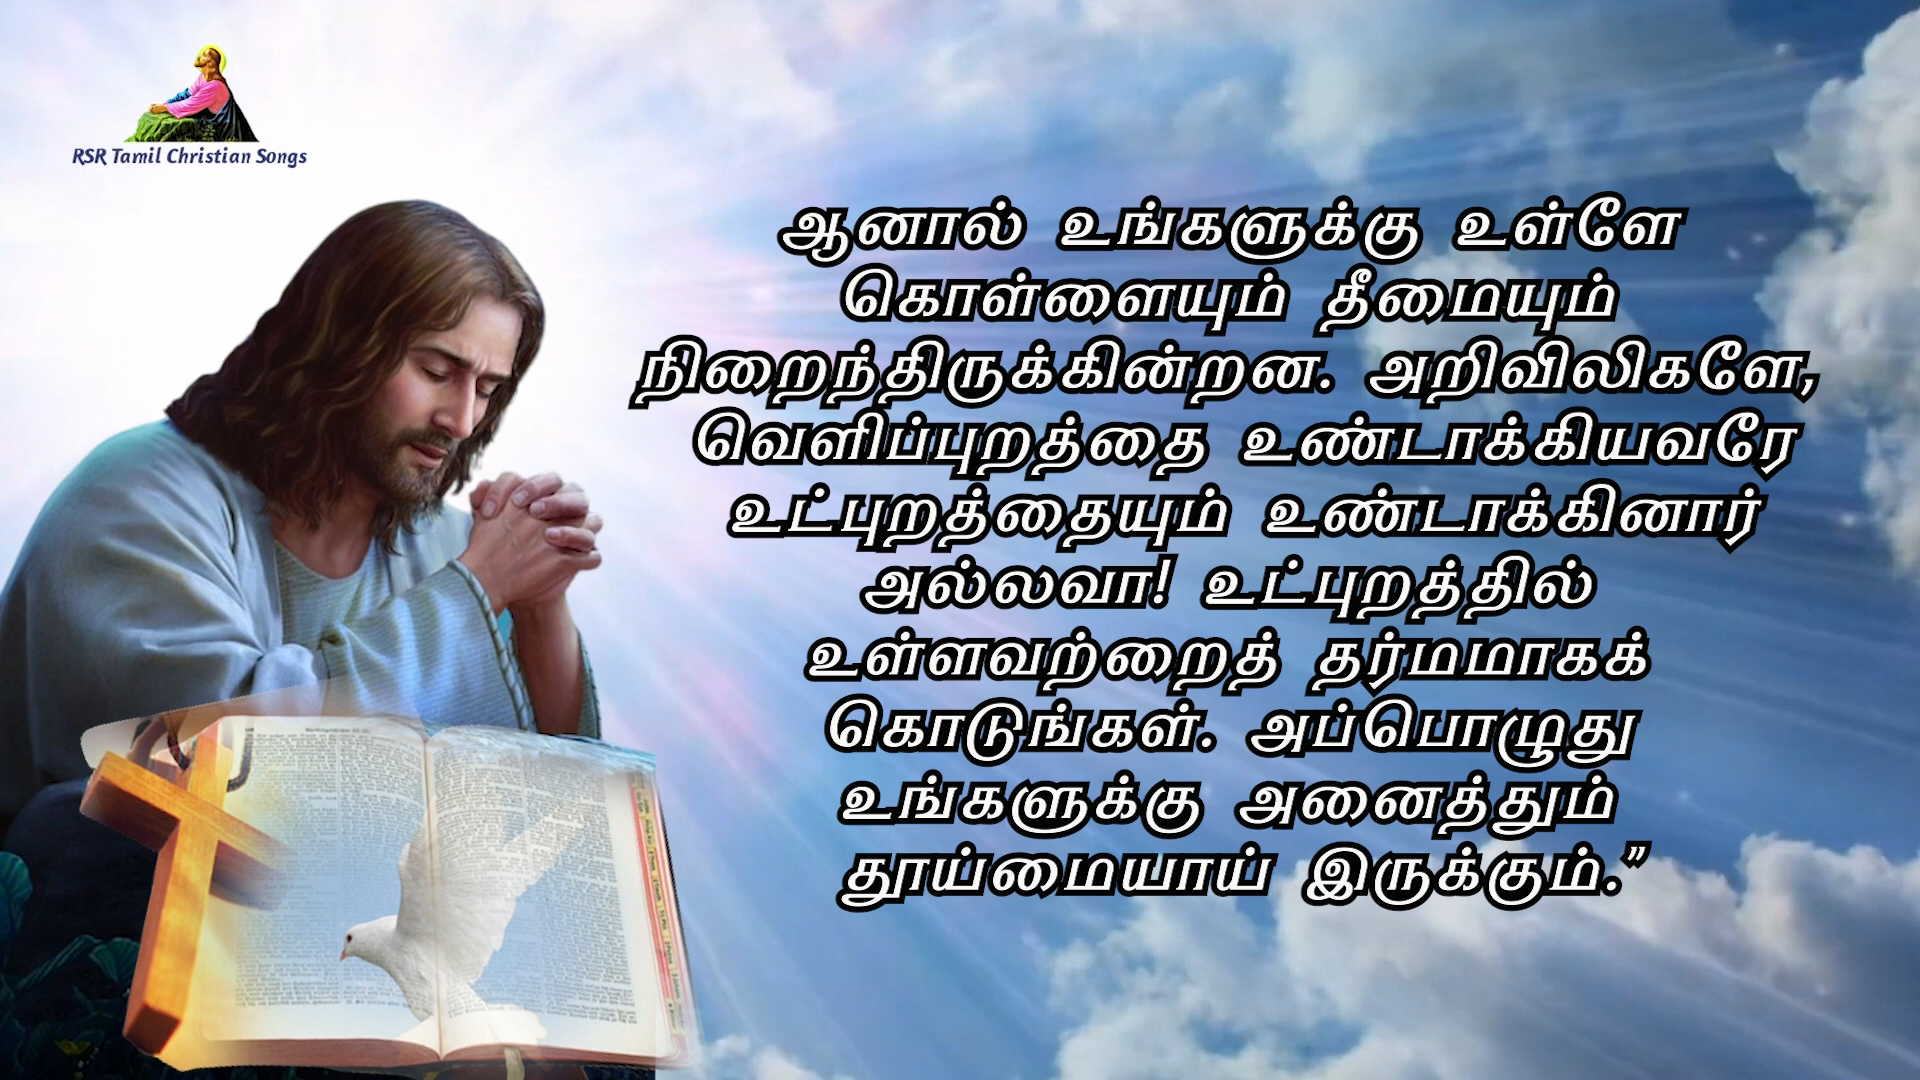 RSR Tamil Christian Songs
ஆனால் உங்களுக்கு உள்ளே
கொள்ளையும் தீமையும்
நிறைந்திருக்கின்றன. அறிவிலிகளே,
வெளிப்புறத்தை உண்டாக்கியவரே
உட்புறத்தையும் உண்டாக்கினார்
அல்லவா! உட்புறத்தில்
உள்ளவற்றைத் தர்மமாகக்
கொடுங்கள். அப்பொழுது
உங்களுக்கு அனைத்தும்
தூய்மையாய் இருக்கும்.”